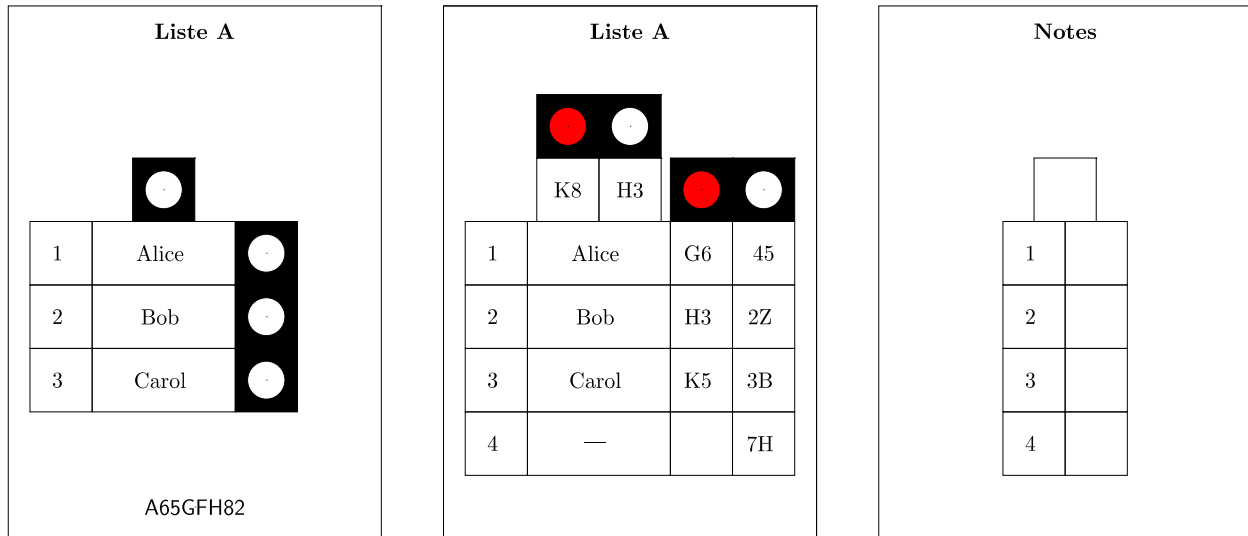 Liste A
1 Alice
2 Bob
3 Carol
A65GFH82
Liste A
K8 H3
1 Alice G6 45
2 Bob H3 2Z
3 Carol K5 3B
4 — 7H
Notes
1
2
3
4